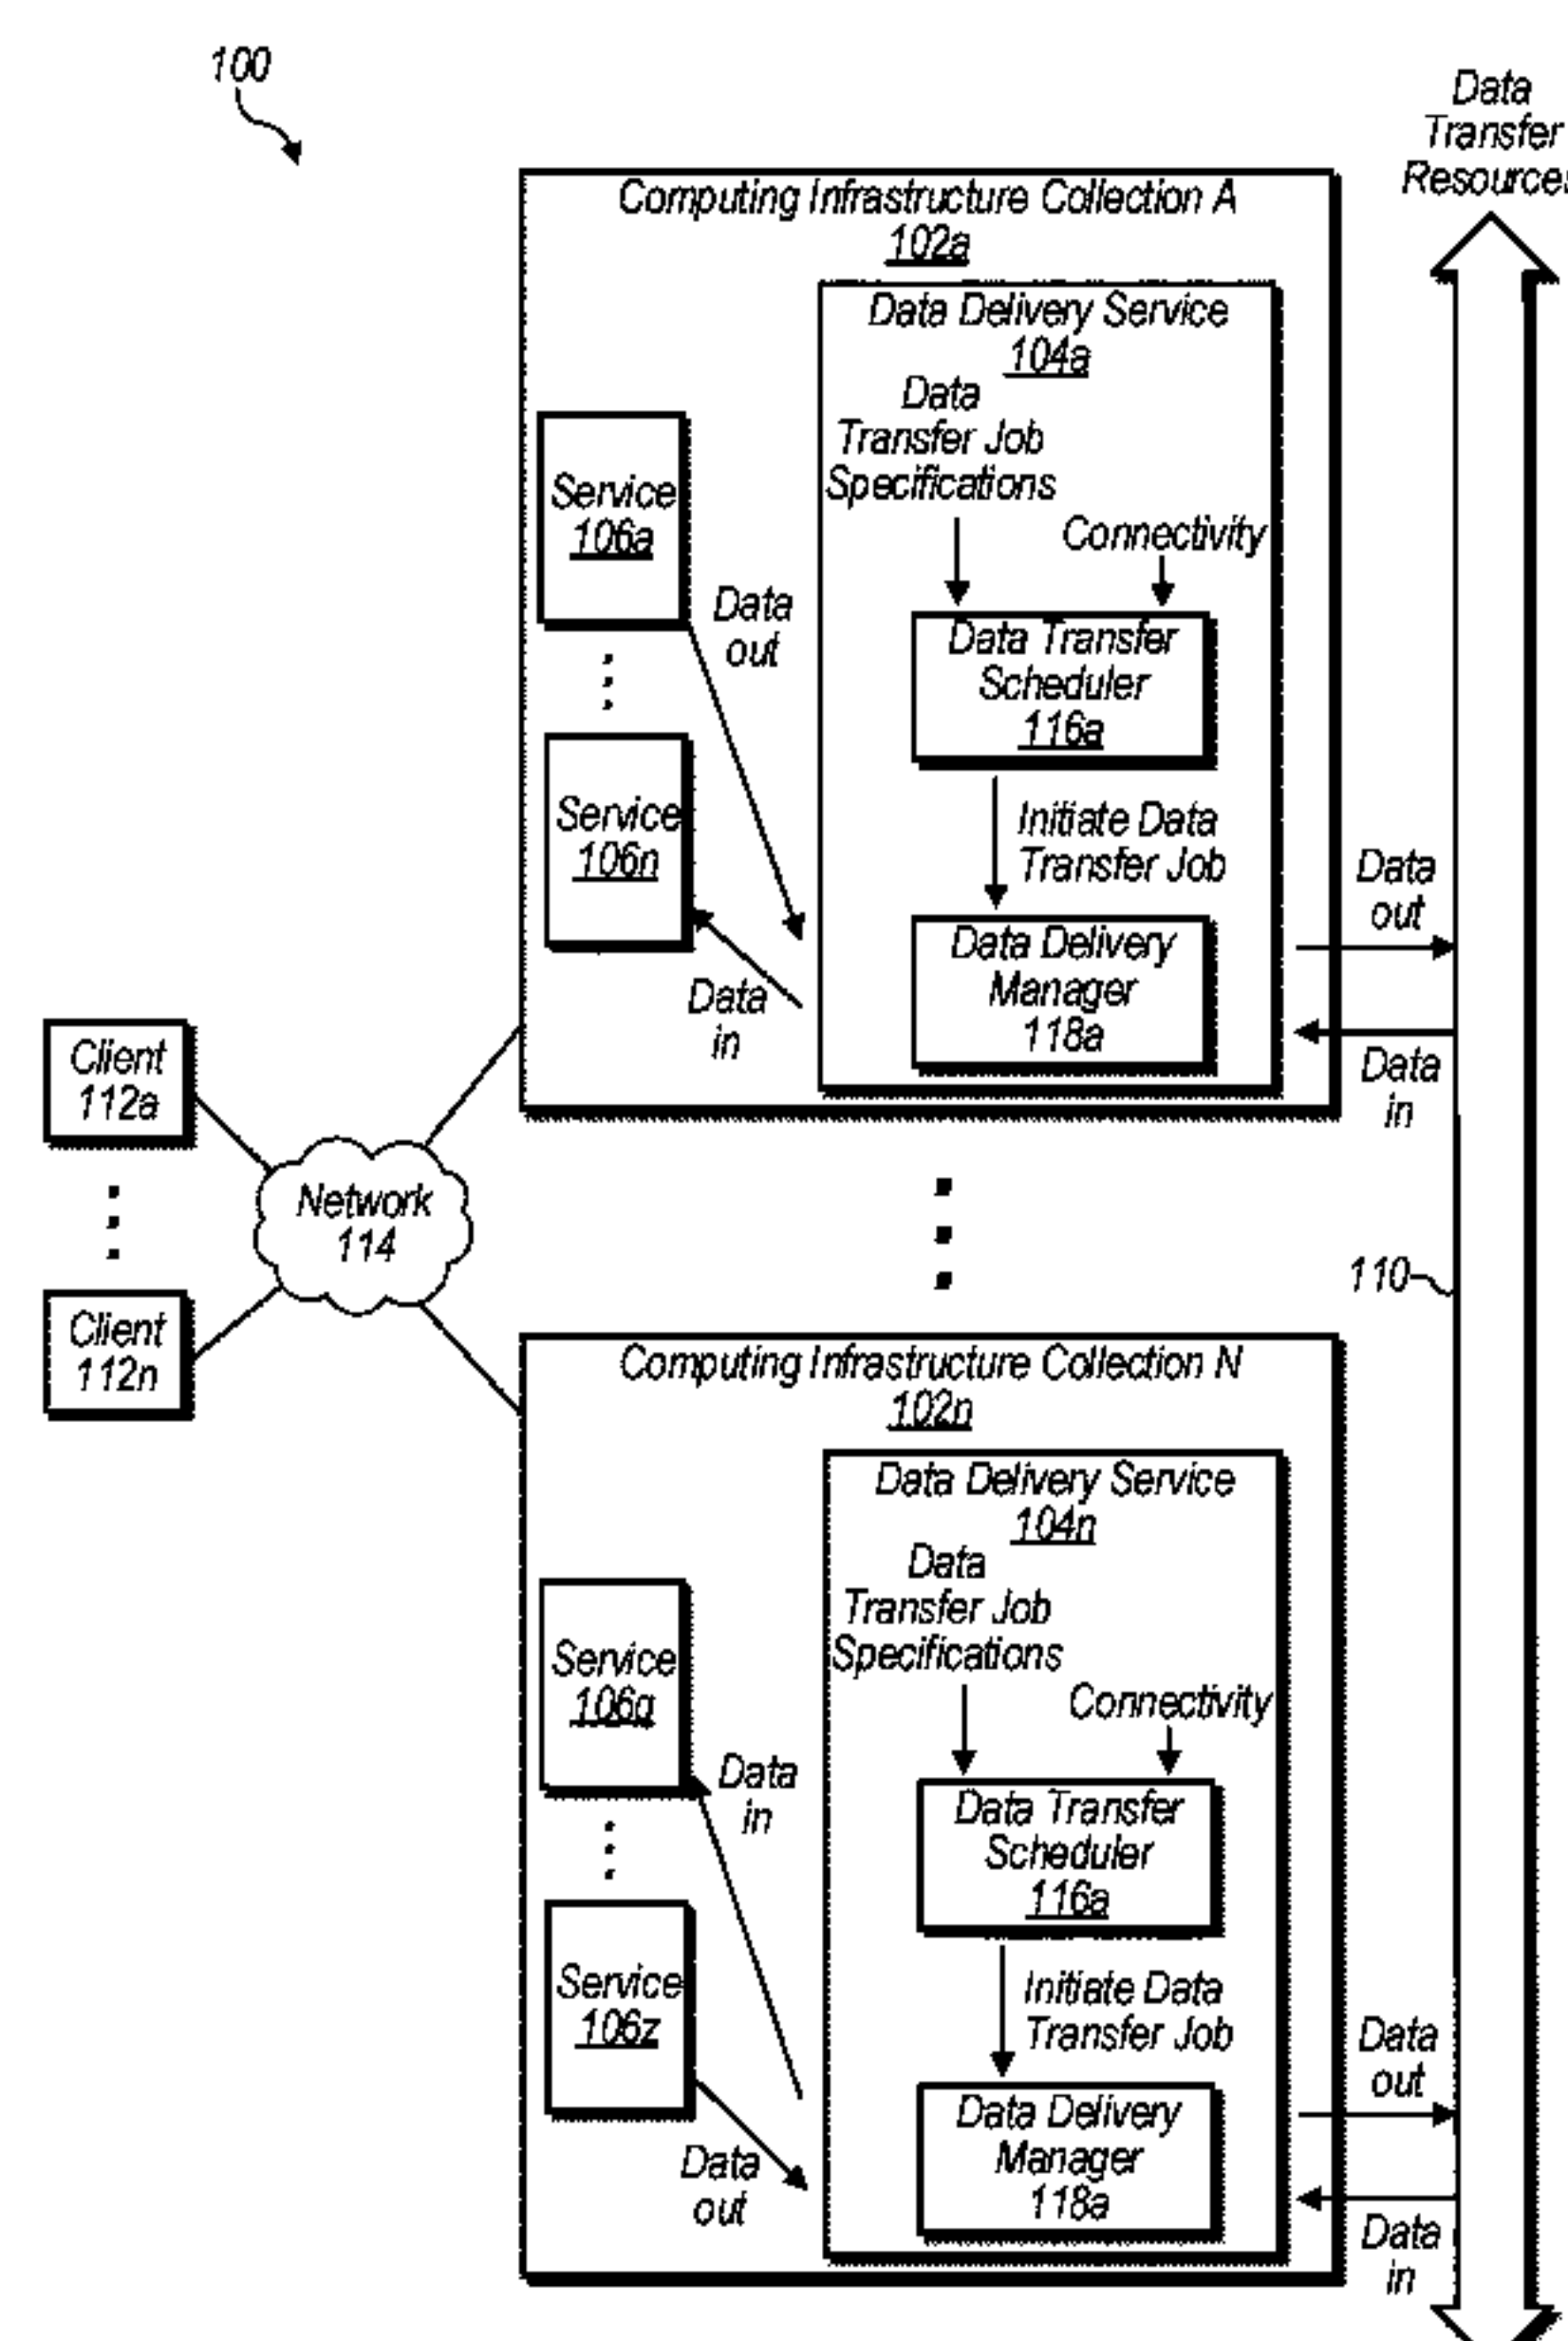 100
Data
Transfer
Resources
Computing Infrastructure Collection A
102a
Data Delivery Service
104a
Data
Transfer Job
Specifications
Connectivity
Service
106a
Data
out
Data Transfer
Scheduler
116a
Service
106n
Initiate Data
Transfer Job
Data
in
Data Delivery
Manager
118a
Data
out
Data
in
Client
112a
Network
114
Client
112n
110
Computing Infrastructure Collection N
102n
Data Delivery Service
104n
Data
Transfer Job
Specifications
Connectivity
Service
106q
Data
in
Data Transfer
Scheduler
116a
Service
106z
Initiate Data
Transfer Job
Data
out
Data Delivery
Manager
118a
Data
out
Data
in